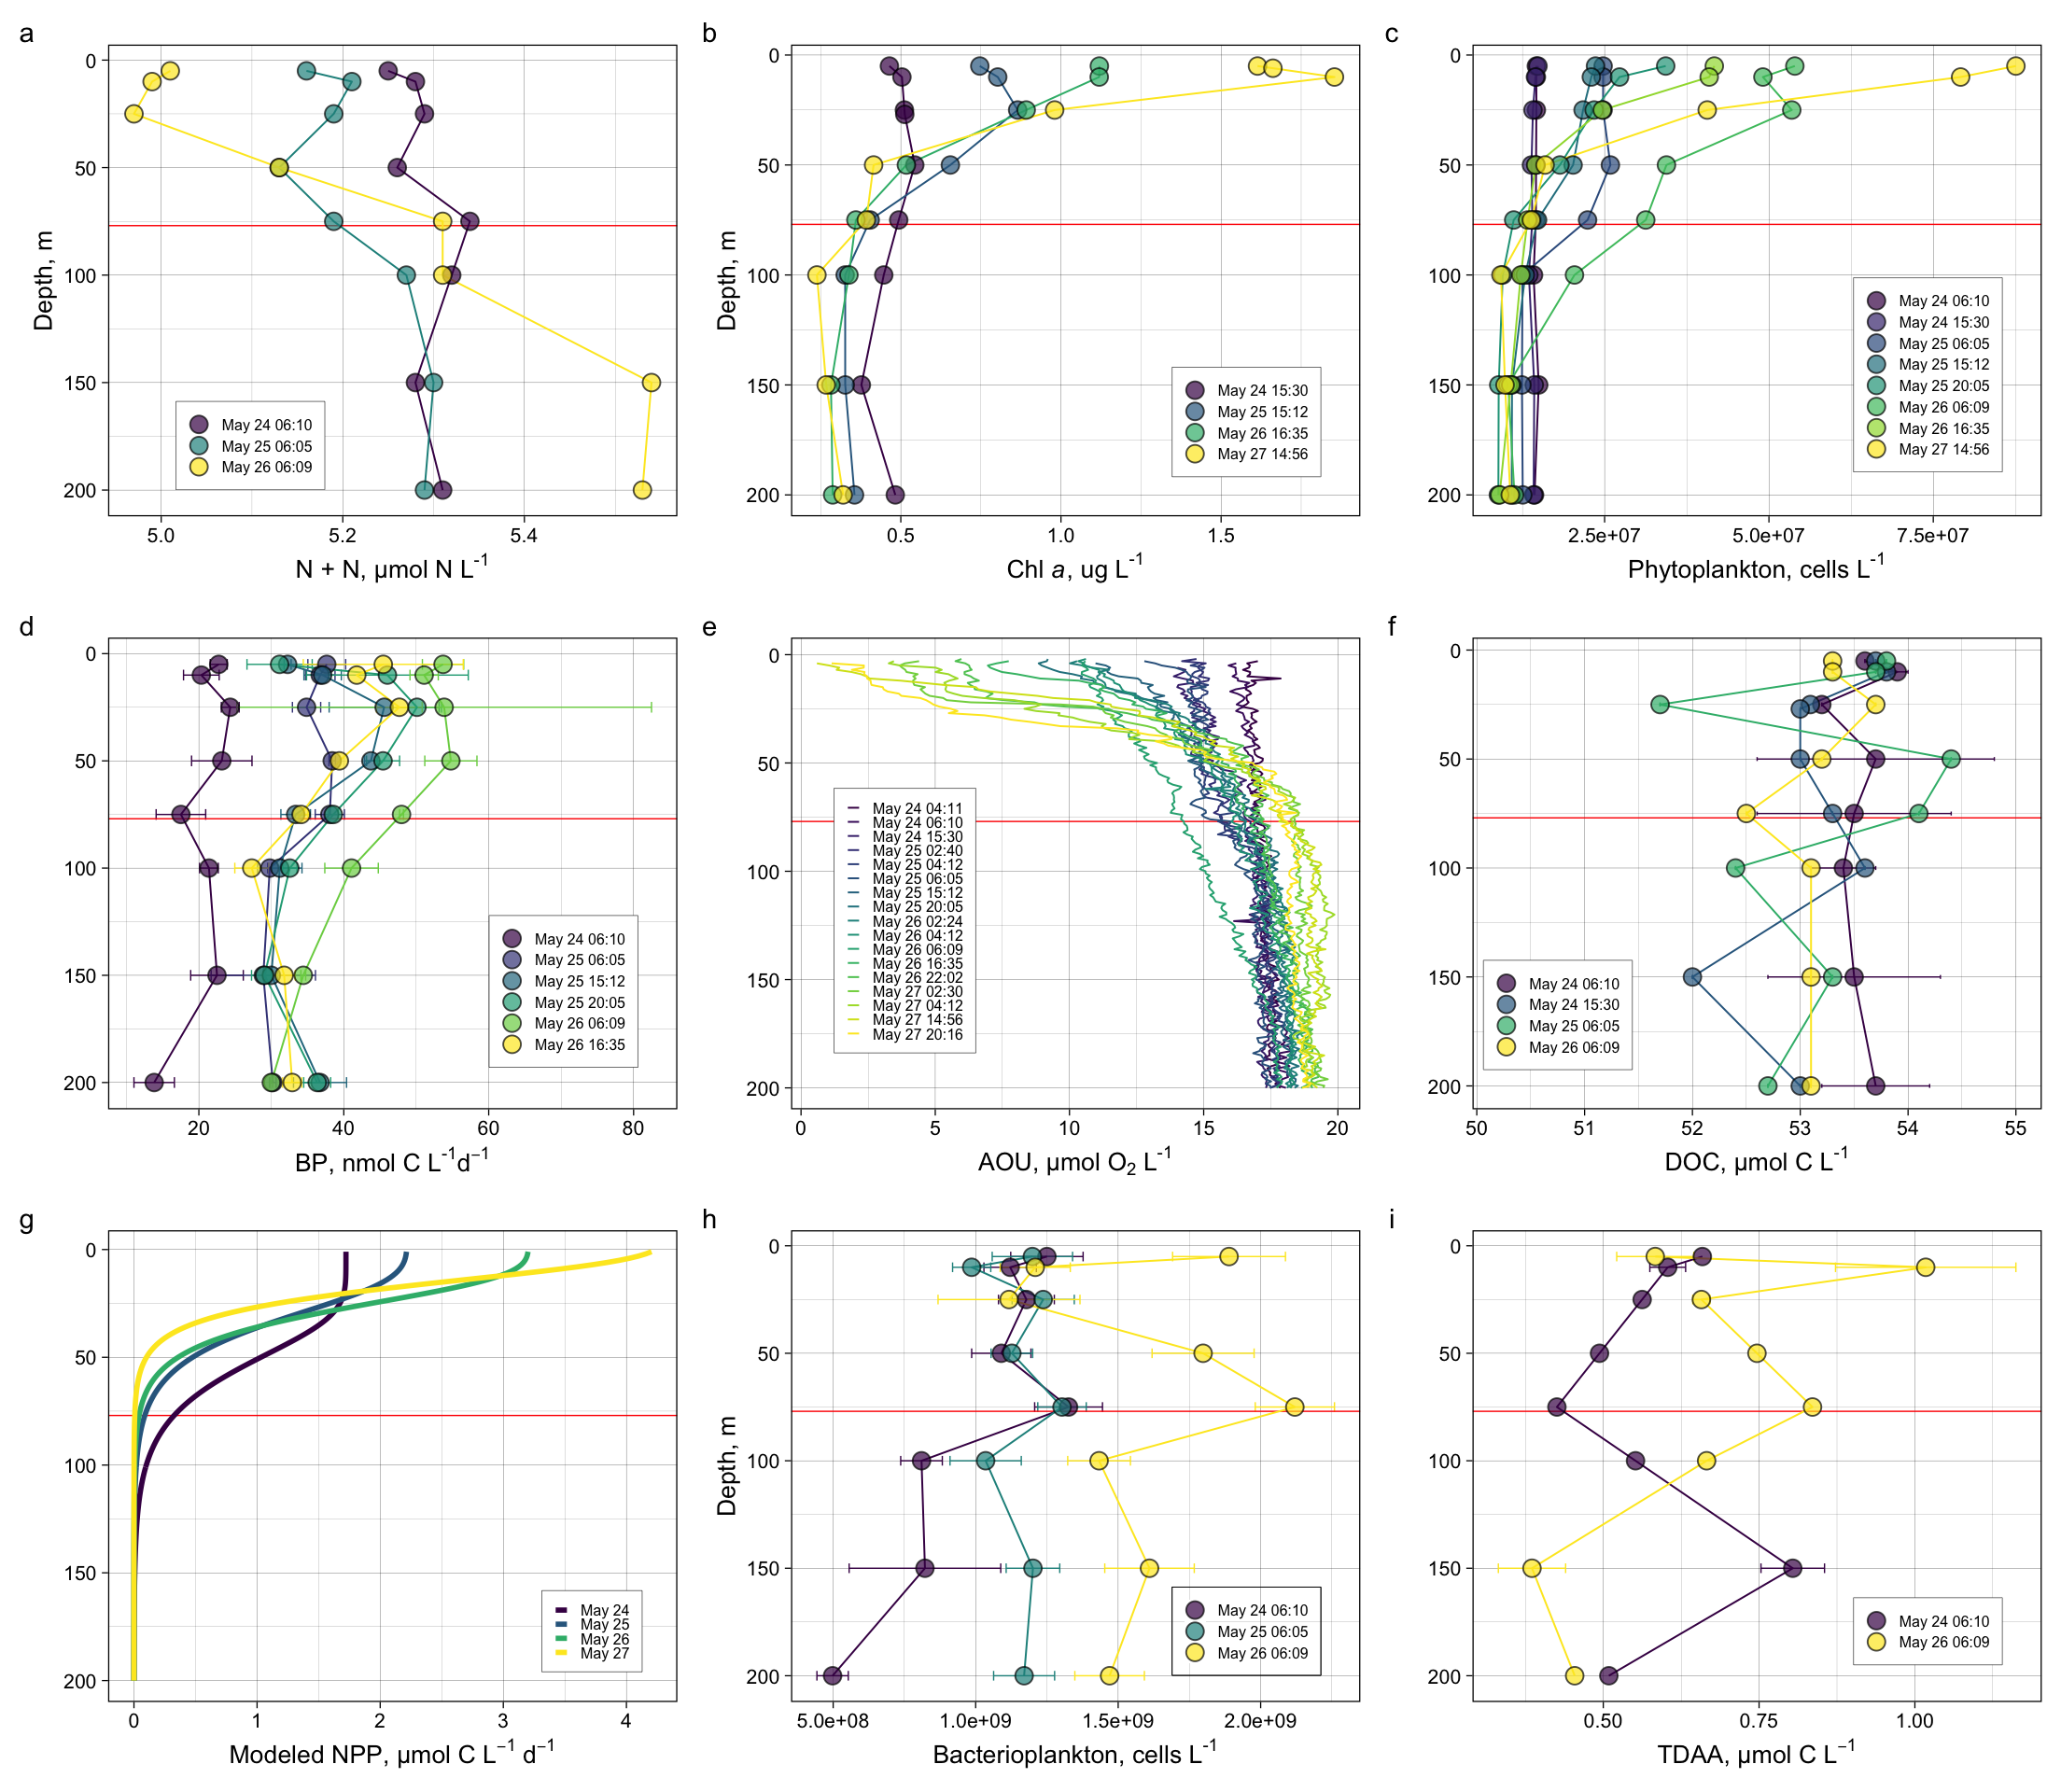 a
0
50
100
150
200
Depth, m
5.0
5.2
5.4
N + N, µmol N L-1
May 24 06:10
May 25 06:05
May 26 06:09
b
0
50
100
150
200
Depth, m
0.5
1.0
1.5
Chl a, ug L-1
May 24 15:30
May 25 15:12
May 26 16:35
May 27 14:56
c
0
50
100
150
200
2.5e+07
5.0e+07
7.5e+07
Phytoplankton, cells L-1
May 24 06:10
May 24 15:30
May 25 06:05
May 25 15:12
May 25 20:05
May 26 06:09
May 26 16:35
May 27 14:56
d
0
50
100
150
200
20
40
60
80
BP, nmol C L-1d-1
May 24 06:10
May 25 06:05
May 25 15:12
May 25 20:05
May 26 06:09
May 26 16:35
e
0
50
100
150
200
0
5
10
15
20
AOU, µmol O2 L-1
May 24 04:11
May 24 06:10
May 24 15:30
May 25 02:40
May 25 04:12
May 25 06:05
May 25 15:12
May 25 20:05
May 26 02:24
May 26 04:12
May 26 06:09
May 26 16:35
May 26 22:02
May 27 02:30
May 27 04:12
May 27 14:56
May 27 20:16
f
0
50
100
150
200
50
51
52
53
54
55
DOC, µmol C L-1
May 24 06:10
May 24 15:30
May 25 06:05
May 26 06:09
g
0
50
100
150
200
0
1
2
3
4
Modeled NPP, µmol C L-1 d-1
May 24
May 25
May 26
May 27
h
0
50
100
150
200
Depth, m
5.0e+08
1.0e+09
1.5e+09
2.0e+09
Bacterioplankton, cells L-1
May 24 06:10
May 25 06:05
May 26 06:09
i
0
50
100
150
200
0.50
0.75
1.00
TDAA, µmol C L-1
May 24 06:10
May 26 06:09